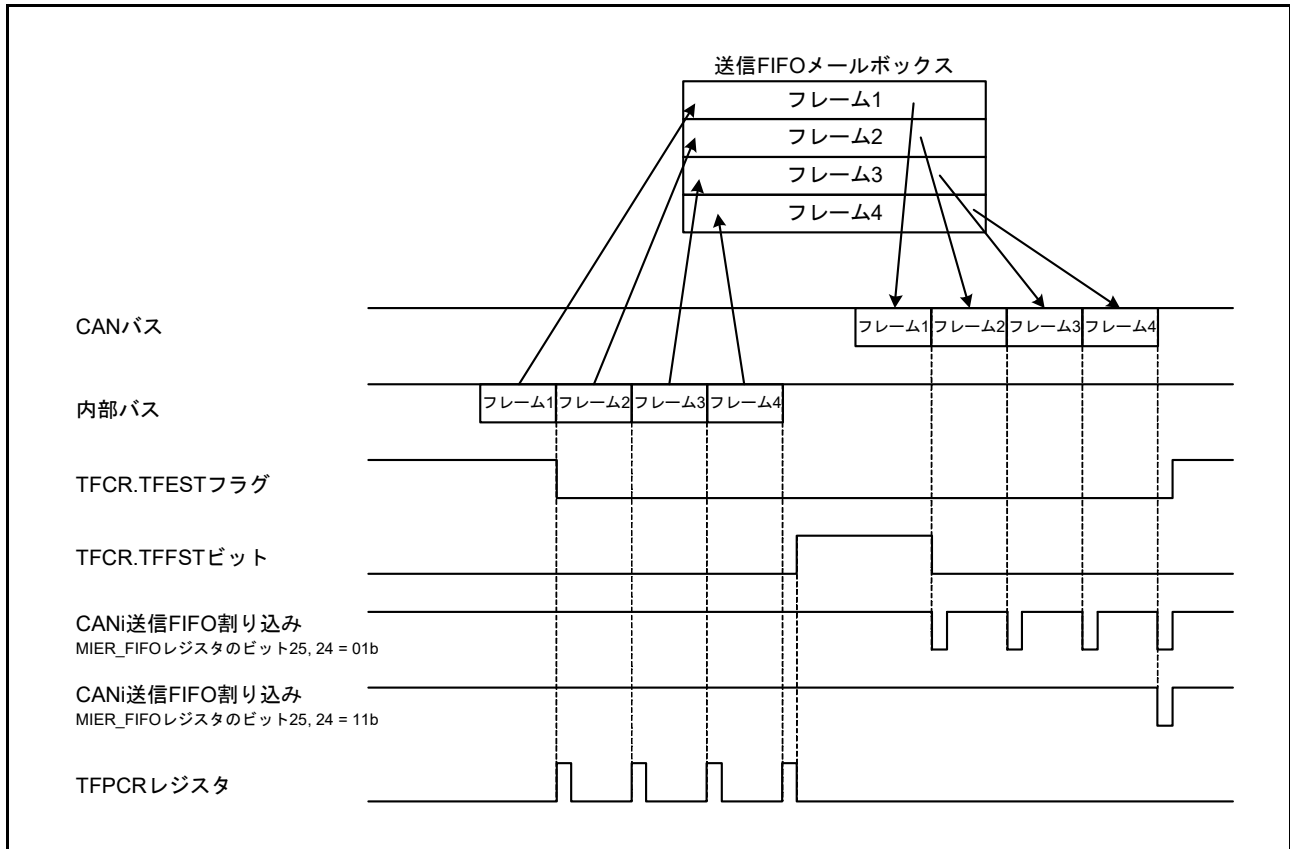 送信FIFOメールボックス
フレーム1
フレーム2
フレーム3
フレーム4
CANバス
フレーム1 フレーム2 フレーム3 フレーム4
内部バス
フレーム1 フレーム2 フレーム3 フレーム4
TFCR.TFESTフラグ
TFCR.TFFSTビット
CANi送信FIFO割り込み
MIER_FIFOレジスタのビット25, 24 = 01b
CANi送信FIFO割り込み
MIER_FIFOレジスタのビット25, 24 = 11b
TFPCRレジスタ